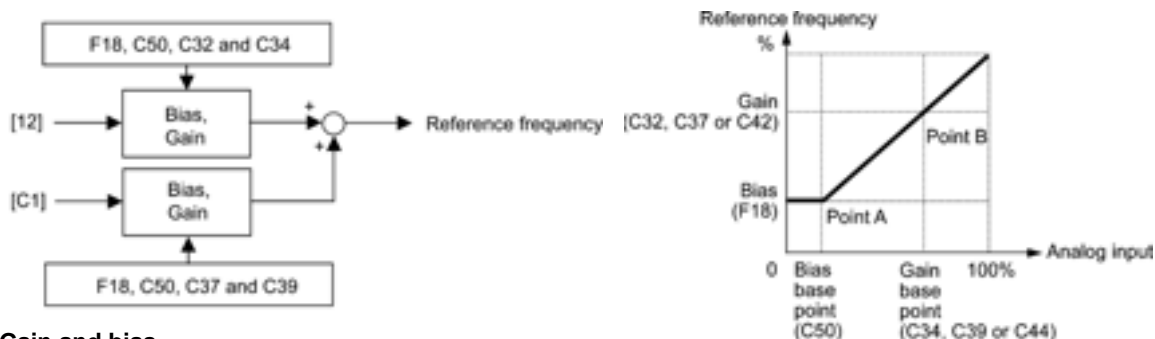 F18, C50, C32 and C34
[12]
Bias,
Gain
+
+
Reference frequency
[C1]
Bias,
Gain
F18, C50, C37 and C39
Reference frequency
%
Gain
(C32, C37 or C42)
Point B
Bias
(F18)
Point A
Analog input
0
Bias
base
point
(C50)
Gain
base
point
(C34, C39 or C44)
100%
Gain and bias